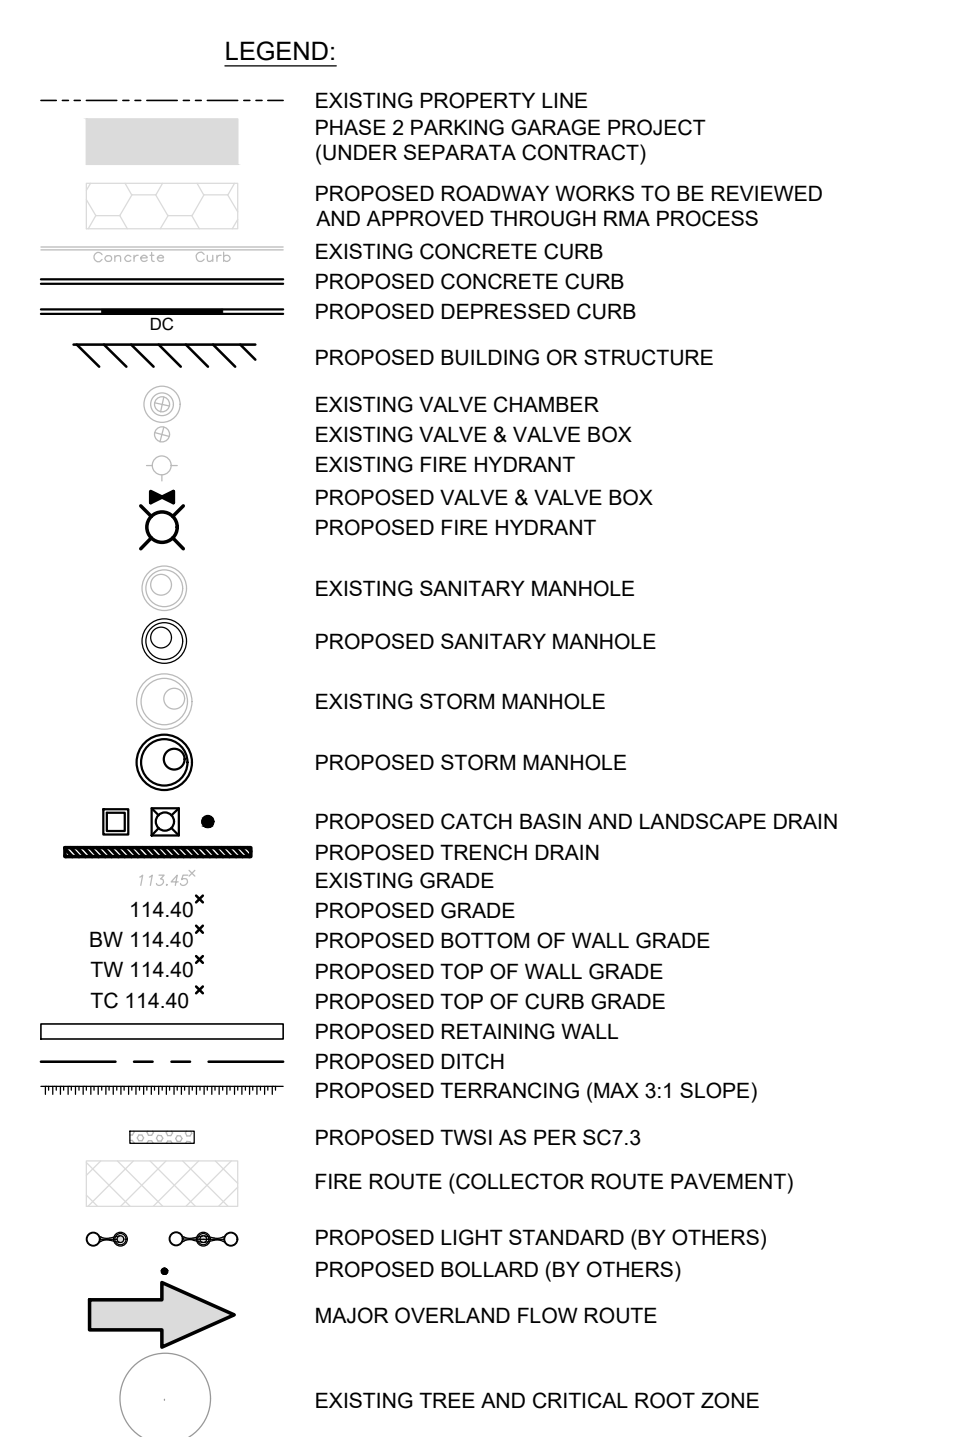 LEGEND:
EXISTING PROPERTY LINE
PHASE 2 PARKING GARAGE PROJECT
(UNDER SEPARATA CONTRACT)
PROPOSED ROADWAY WORKS TO BE REVIEWED
AND APPROVED THROUGH RMA PROCESS
Concrete Curb EXISTING CONCRETE CURB
PROPOSED CONCRETE CURB
PROPOSED DEPRESSED CURB
DC
PROPOSED BUILDING OR STRUCTURE
EXISTING VALVE CHAMBER
EXISTING VALVE & VALVE BOX
EXISTING FIRE HYDRANT
PROPOSED VALVE & VALVE BOX
PROPOSED FIRE HYDRANT
EXISTING SANITARY MANHOLE
PROPOSED SANITARY MANHOLE
EXISTING STORM MANHOLE
PROPOSED STORM MANHOLE
PROPOSED CATCH BASIN AND LANDSCAPE DRAIN
PROPOSED TRENCH DRAIN
113.45× EXISTING GRADE
114.40× PROPOSED GRADE
BW 114.40× PROPOSED BOTTOM OF WALL GRADE
TW 114.40× PROPOSED TOP OF WALL GRADE
TC 114.40× PROPOSED TOP OF CURB GRADE
PROPOSED RETAINING WALL
PROPOSED DITCH
PROPOSED TERRANCING (MAX 3:1 SLOPE)
PROPOSED TWSI AS PER SC7.3
FIRE ROUTE (COLLECTOR ROUTE PAVEMENT)
PROPOSED LIGHT STANDARD (BY OTHERS)
PROPOSED BOLLARD (BY OTHERS)
MAJOR OVERLAND FLOW ROUTE
EXISTING TREE AND CRITICAL ROOT ZONE